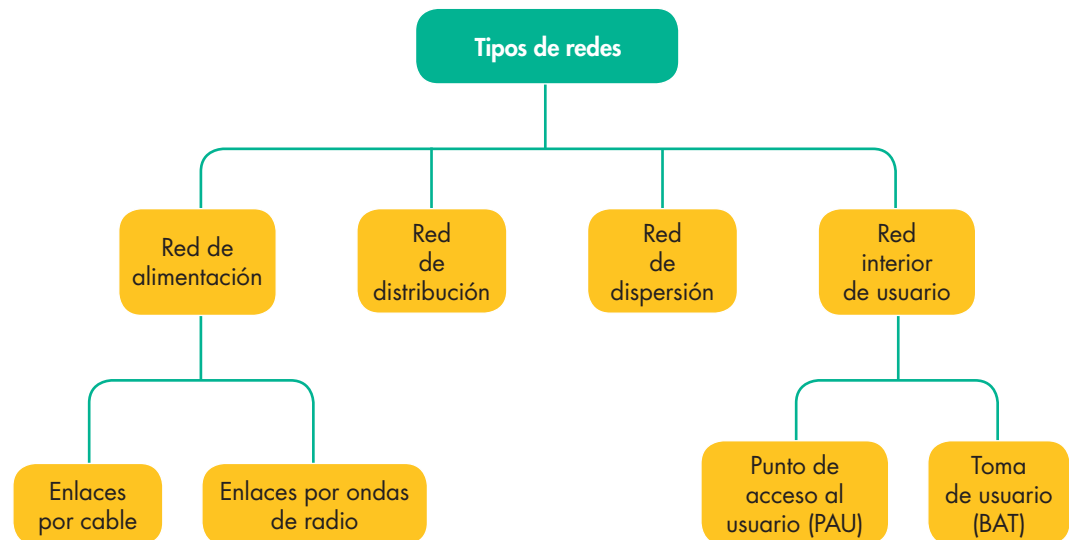 Tipos de redes
Red de
alimentación
Red
de
distribución
Red
de
dispersión
Red
interior
de usuario
Enlaces
por cable
Enlaces por ondas
de radio
Punto de
acceso al
usuario (PAU)
Toma
de usuario
(BAT)